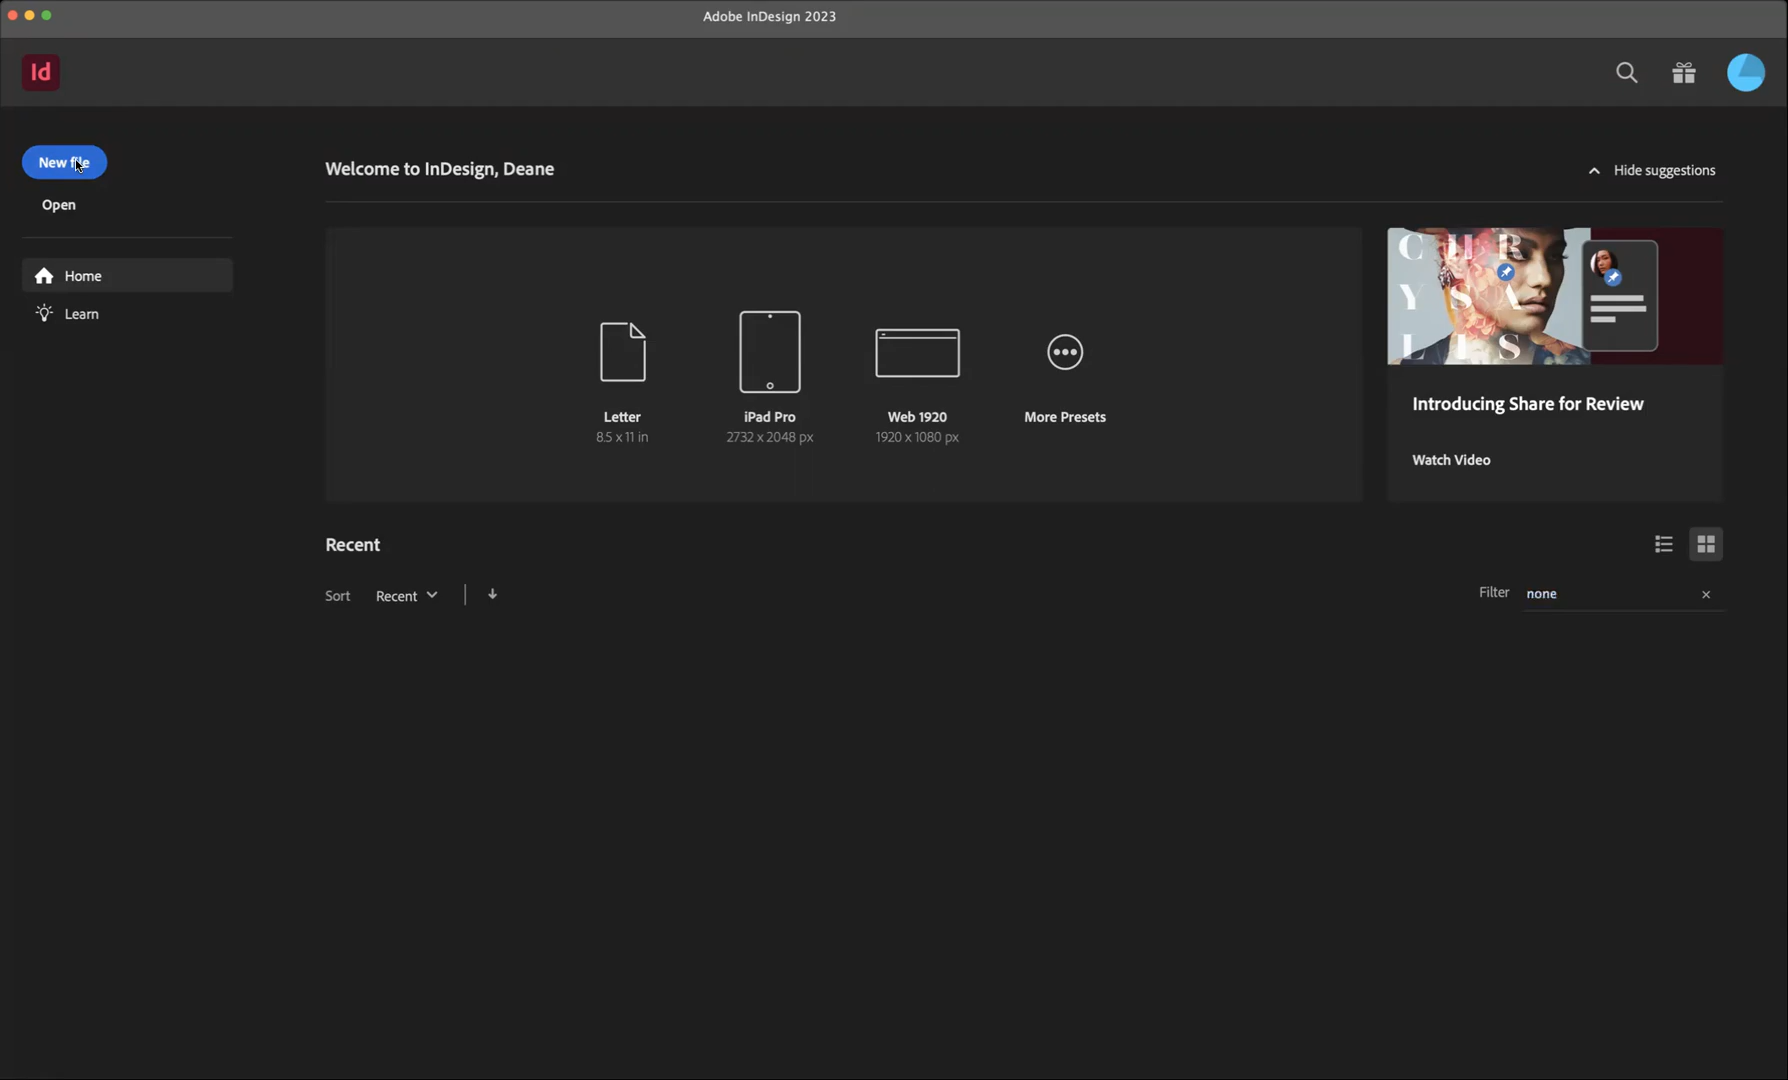 Adobe InDesign 2023
Id
New file
Open
Home
Learn
Welcome to InDesign, Deane
Hide suggestions
Letter
8.5 x 11 in
iPad Pro
2732 x 2048 px
Web 1920
1920 x 1080 px
More Presets
C H R
Y S A
L I S
Introducing Share for Review
Watch Video
Recent
Sort Recent
Filter none